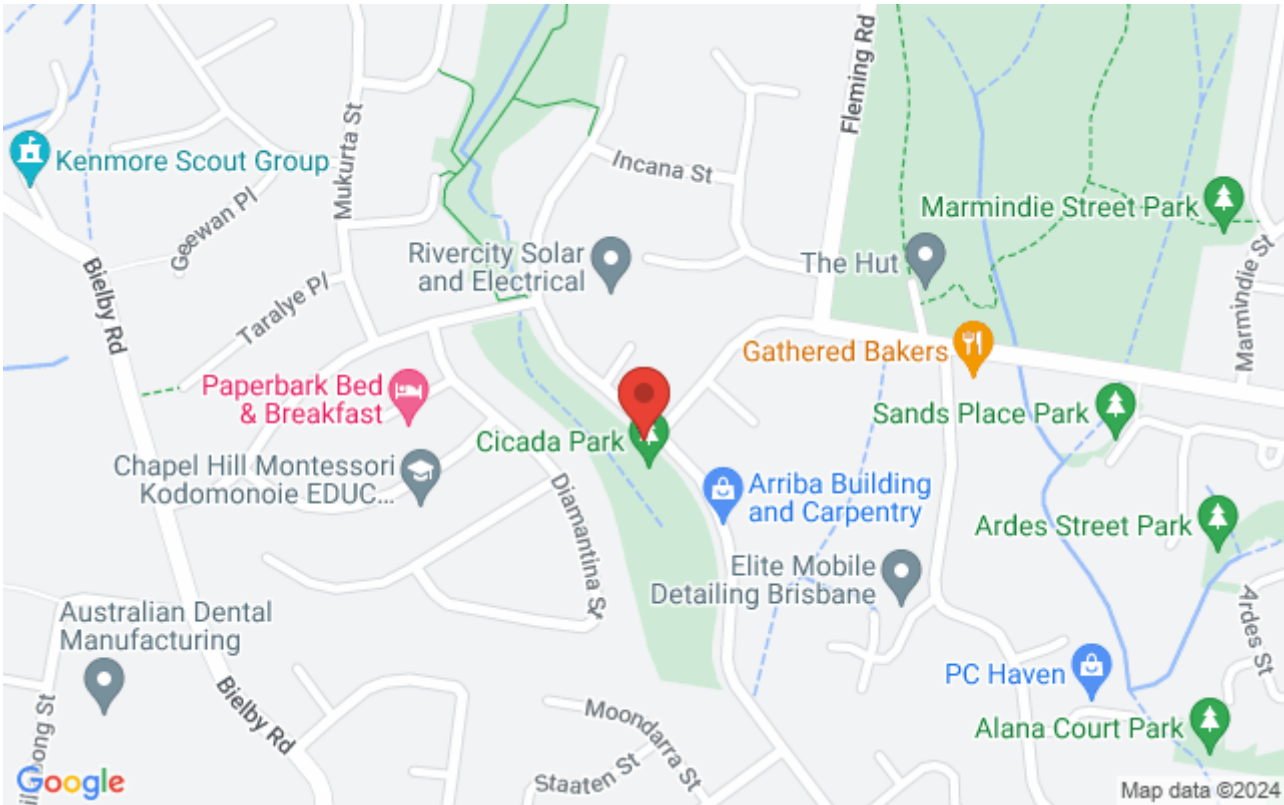 Fleming Rd
Mukurta St
Kenmore Scout Group
Incana St
Geewan Pl
Marmindie Street Park
Rivercity Solar
and Electrical
The Hut
Marmindie St
Bielby Rd
Taralye Pl
Gathered Bakers
Paperbark Bed
& Breakfast
Sands Place Park
Cicada Park
Chapel Hill Montessori
Kodomonoie EDUC...
Diamantina St
Arriba Building
and Carpentry
Ardes Street Park
Elite Mobile
Detailing Brisbane
Australian Dental
Manufacturing
Ardes St
PC Haven
Bielby Rd
Moondarra St
Alana Court Park
Staaten St
Google
Map data ©2024